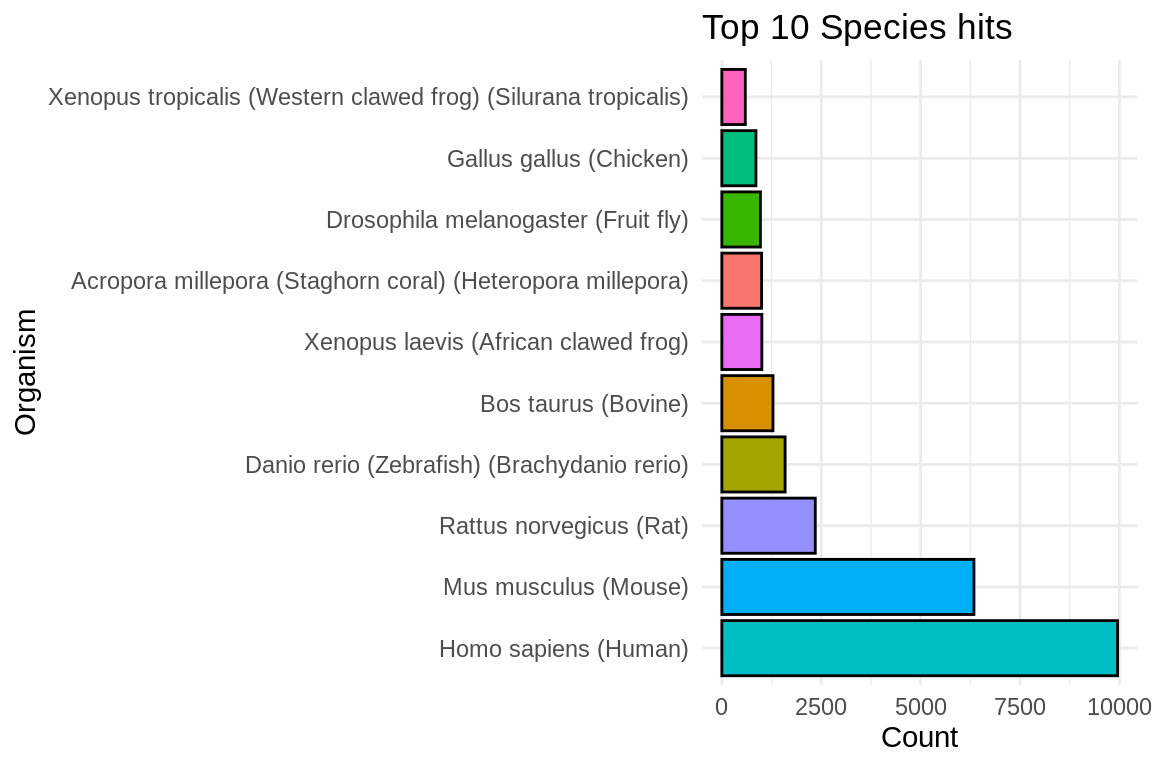 Top 10 Species hits
Xenopus tropicalis (Western clawed frog) (Silurana tropicalis)
Gallus gallus (Chicken)
Drosophila melanogaster (Fruit fly)
Acropora millepora (Staghorn coral) (Heteropora millepora)
Xenopus laevis (African clawed frog)
Bos taurus (Bovine)
Danio rerio (Zebrafish) (Brachydanio rerio)
Rattus norvegicus (Rat)
Mus musculus (Mouse)
Homo sapiens (Human)
Organism
0 2500 5000 7500 10000
Count